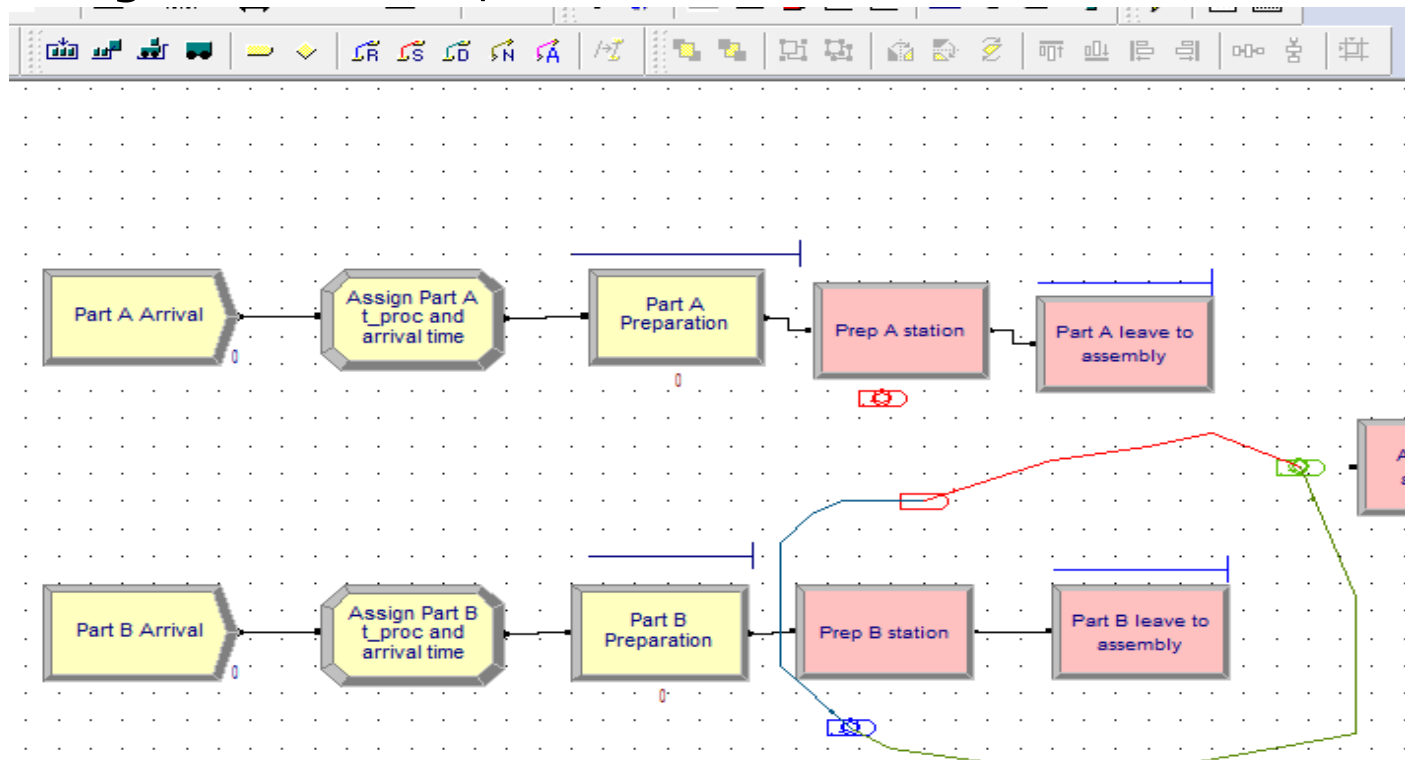 Part A Arrival
0
Assign Part A
t_proc and
arrival time
Part A
Preparation
0
Prep A station
Part A leave to
assembly
Part B Arrival
0
Assign Part B
t_proc and
arrival time
Part B
Preparation
0
Prep B station
Part B leave to
assembly
R
S
D
N
A